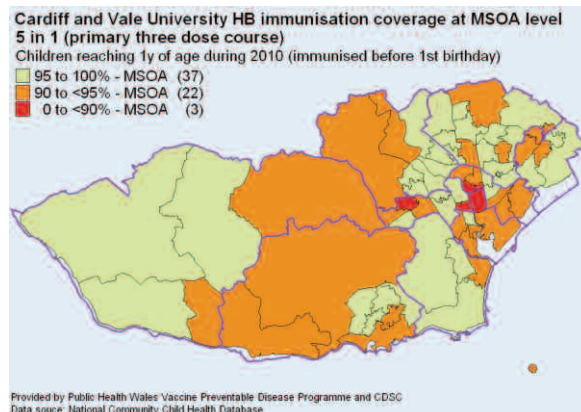 Cardiff and Vale University HB immunisation coverage at MSOA level
5 in 1 (primary three dose course)
Children reaching 1y of age during 2010 (immunised before 1st birthday)
95 to 100% - MSOA (37)
90 to <95% - MSOA (22)
0 to <90% - MSOA (3)
Provided by Public Health Wales Vaccine Preventable Disease Programme and CDSC
Data souce: National Community Child Health Database